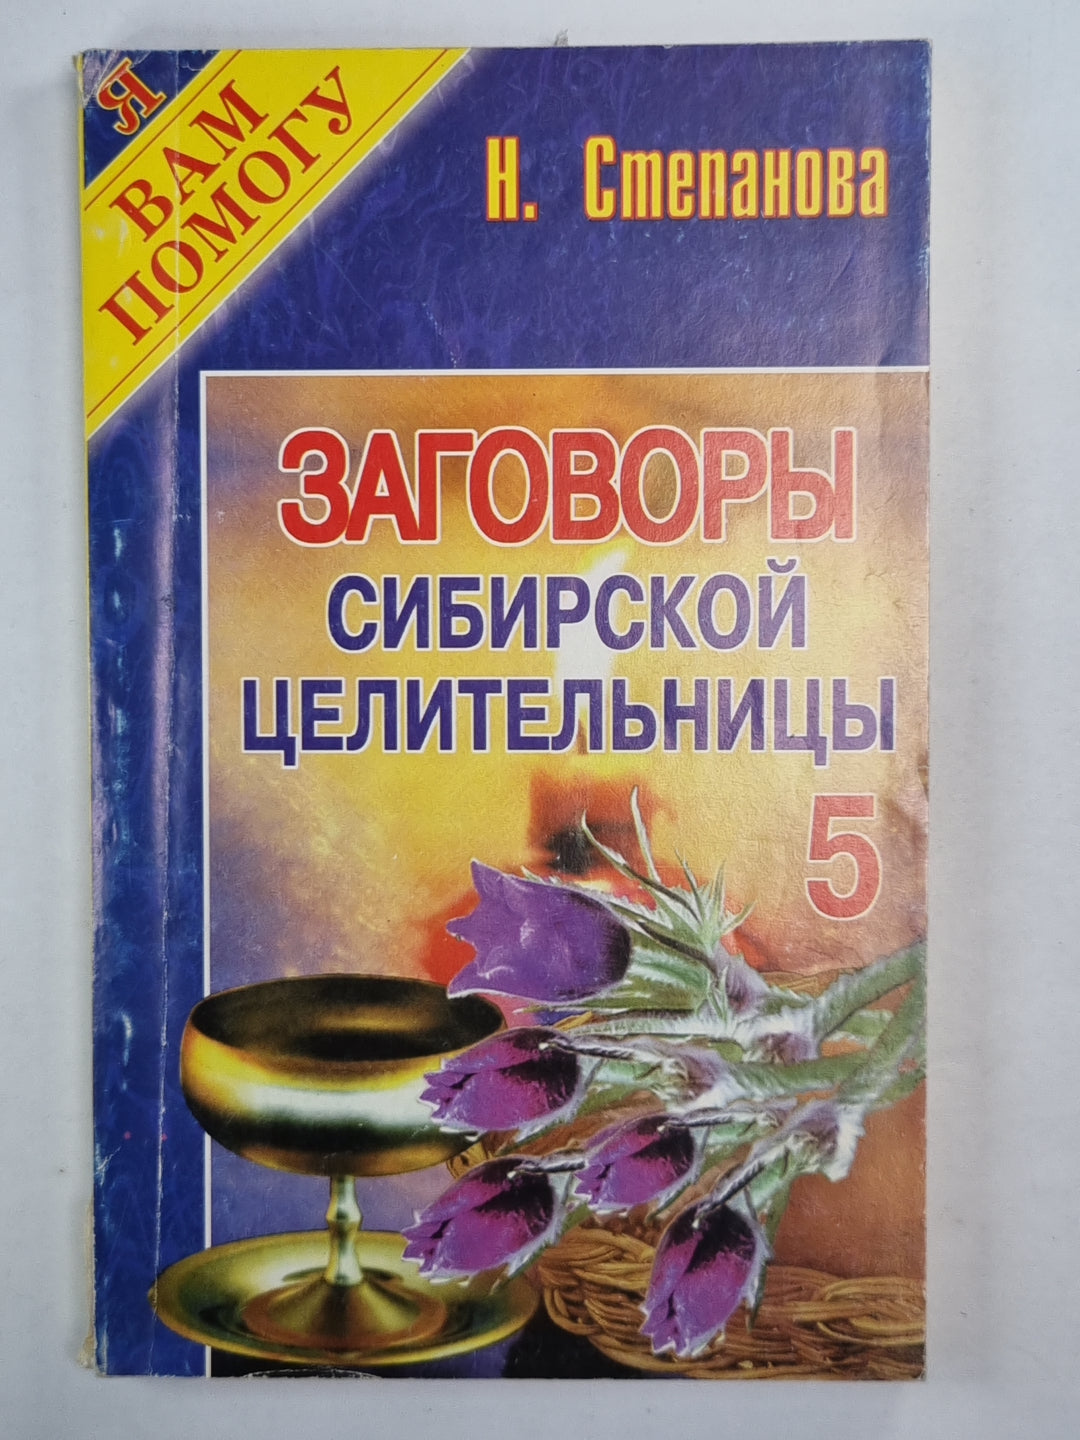 Я
ВАМ
ПОМОГУ
Н. Степанова
ЗАГОВОРЫ
СИБИРСКОЙ
ЦЕЛИТЕЛЬНИЦЫ
5